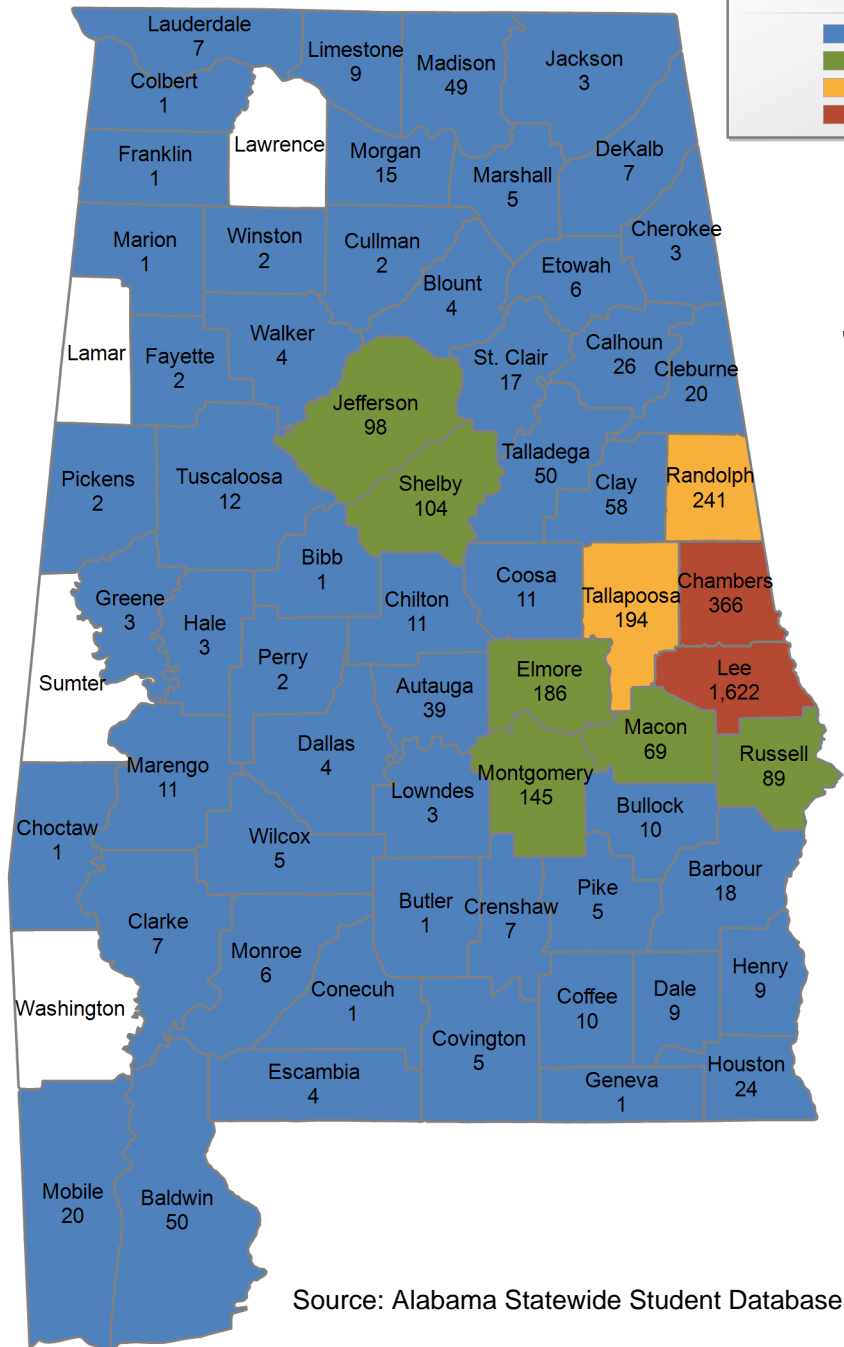 Lauderdale
7
Limestone
9
Madison
49
Jackson
3
Colbert
1
Lawrence
Franklin
1
Morgan
15
Marshall
5
DeKalb
7
Marion
1
Winston
2
Cullman
2
Blount
4
Etowah
6
Cherokee
3
Lamar
Fayette
2
Walker
4
St. Clair
17
Calhoun
26
Cleburne
20
Jefferson
98
Shelby
104
Talladega
50
Clay
58
Randolph
241
Pickens
2
Tuscaloosa
12
Bibb
1
Chilton
11
Coosa
11
Tallapoosa
194
Chambers
366
Greene
3
Hale
3
Perry
2
Sumter
Autauga
39
Elmore
186
Lee
1,622
Macon
69
Russell
89
Marengo
11
Dallas
4
Lowndes
3
Montgomery
145
Bullock
10
Choctaw
1
Wilcox
5
Butler
1
Crenshaw
7
Pike
5
Barbour
18
Clarke
7
Monroe
6
Conecuh
1
Washington
Covington
5
Coffee
10
Dale
9
Henry
9
Escambia
4
Geneva
1
Houston
24
Mobile
20
Baldwin
50
Source: Alabama Statewide Student Database